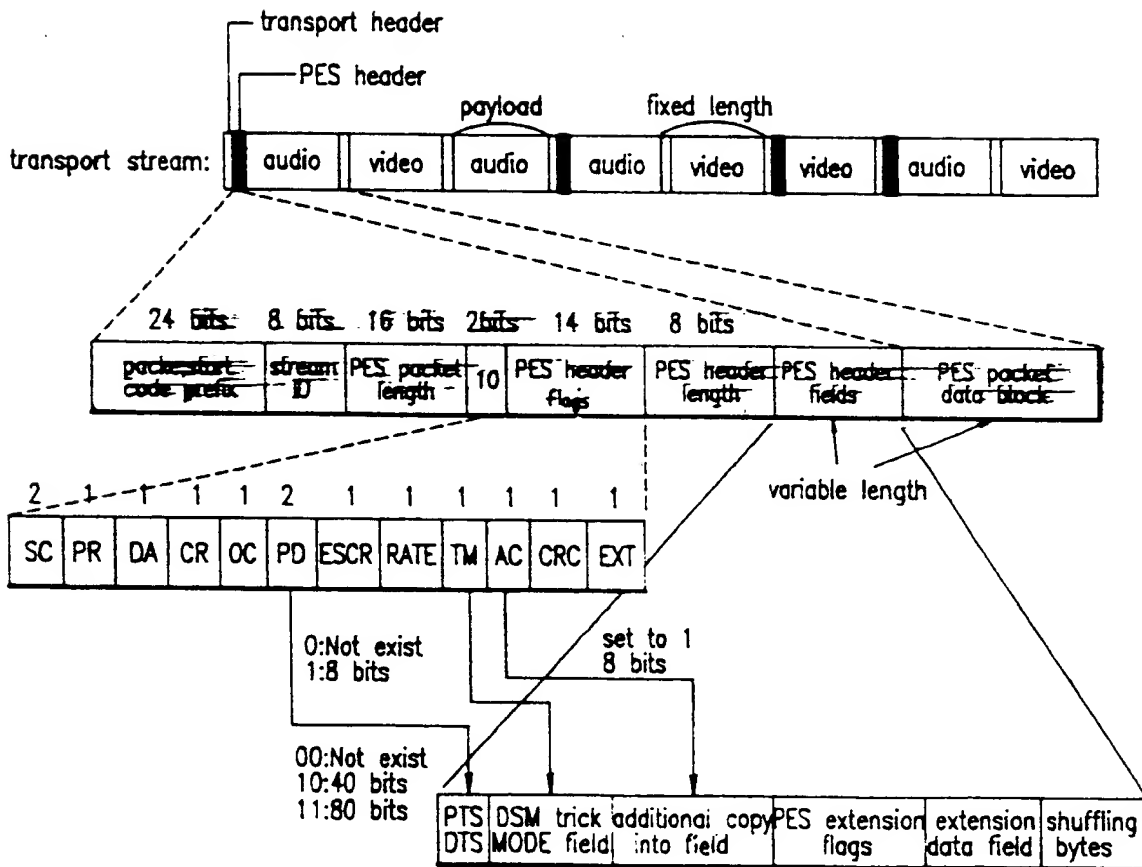 transport header
PES header
payload fixed length
transport stream: audio video audio audio video video audio video
24 bits 8 bits 16 bits 2bits 14 bits 8 bits
packet start code prefix
stream ID
PES packet length
10
PES header flags
PES header length
PES header fields
PES packet data block
variable length
2 1 1 1 1 2 1 1 1 1 1 1
SC PR DA CR OC PD ESCR RATE TM AC CRC EXT
0:Not exist
1:8 bits
set to 1
8 bits
00:Not exist
10:40 bits
11:80 bits
PTS DTS
DSM trick MODE field
additional copy into field
PES extension flags
extension data field
shuffling bytes